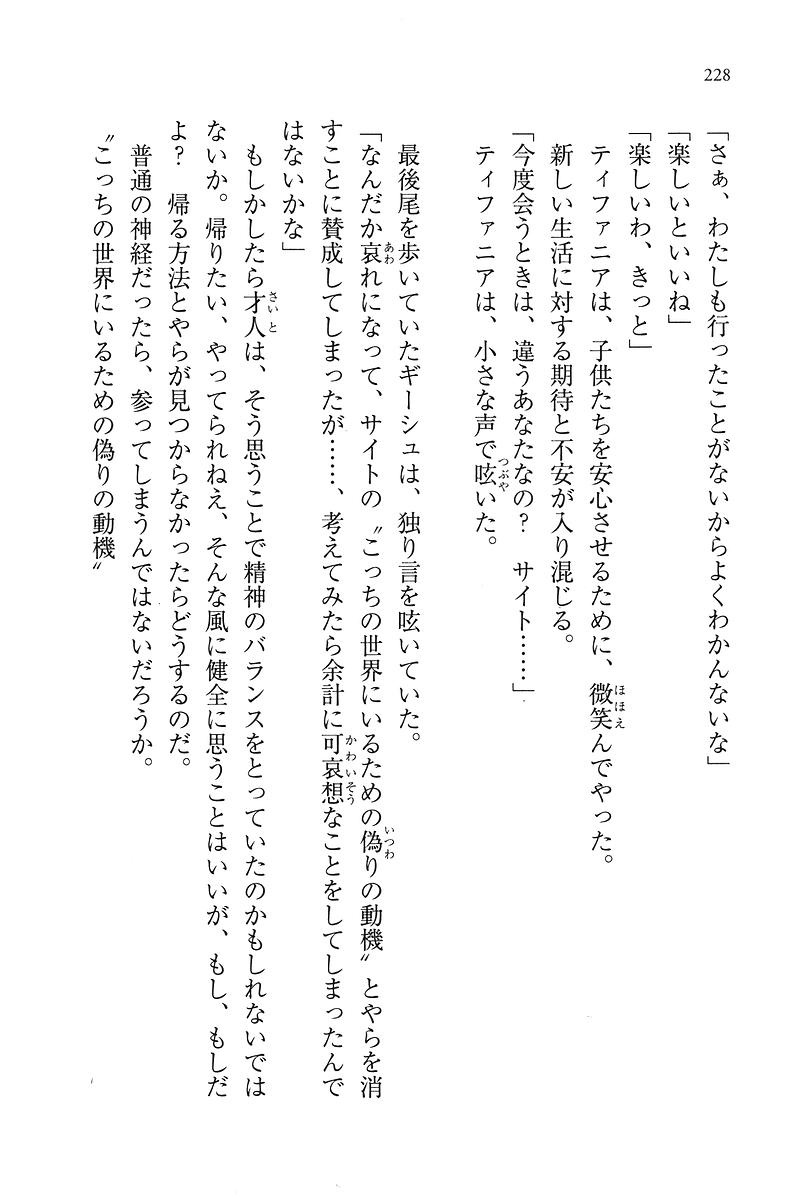 228
「さぁ、わたしも行ったことがないからよくわかんないな」
「楽しいといいね」
「楽しいわ、きっと」
ティファニアは、子供たちを安心させるために、微笑んでやった。
新しい生活に対する期待と不安が入り混じる。
「今度会うときは、違うあなたなの？　サイト……」
ティファニアは、小さな声で呟いた。
最後尾を歩いていたギーシュは、独り言を呟いていた。
「なんだか哀れになって、サイトの〝こっちの世界にいるための偽りの動機〟とやらを消
すことに賛成してしまったが……、考えてみたら余計に可哀想なことをしてしまったんで
はないかな」
もしかしたら才人は、そう思うことで精神のバランスをとっていたのかもしれないでは
ないか。帰りたい、やってられねえ、そんな風に健全に思うことはいいが、もし、もしだ
よ？　帰る方法とやらが見つからなかったらどうするのだ。
普通の神経だったら、参ってしまうんではないだろうか。
〝こっちの世界にいるための偽りの動機〟